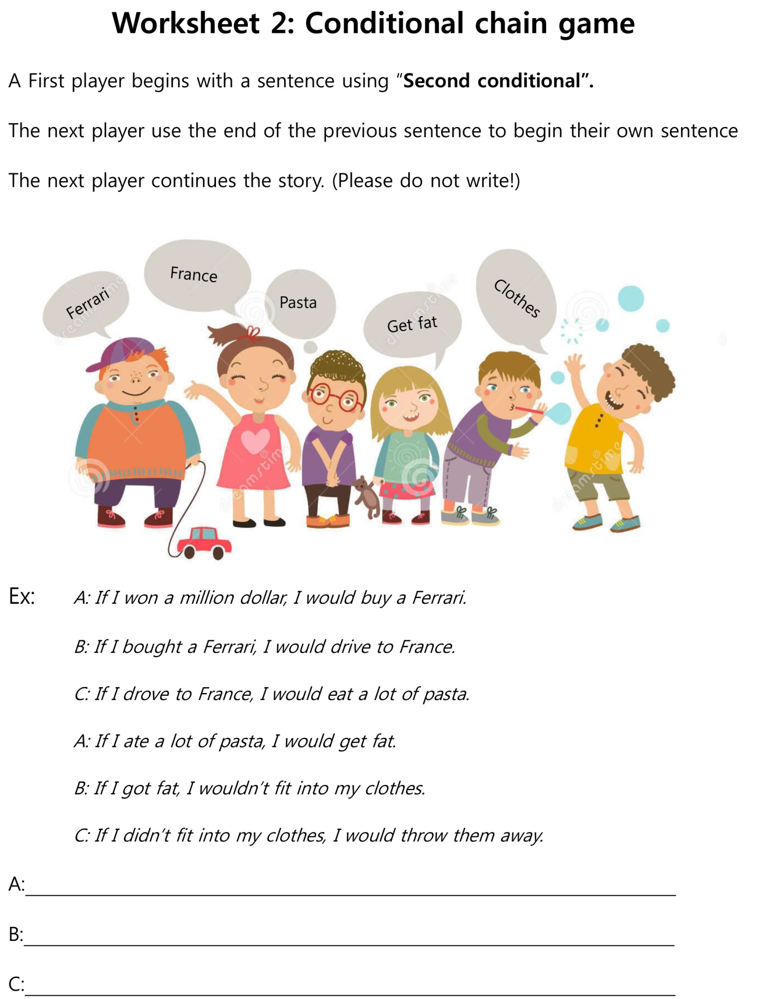 Worksheet 2: Conditional chain game
A First player begins with a sentence using “Second conditional”.
The next player use the end of the previous sentence to begin their own sentence
The next player continues the story. (Please do not write!)
Ferrari
France
Pasta
Get fat
Clothes
dreamstime
dreamstime
dreamstime
dreamstime
Ex: A: If I won a million dollar, I would buy a Ferrari.
B: If I bought a Ferrari, I would drive to France.
C: If I drove to France, I would eat a lot of pasta.
A: If I ate a lot of pasta, I would get fat.
B: If I got fat, I wouldn’t fit into my clothes.
C: If I didn’t fit into my clothes, I would throw them away.
A:
B:
C: